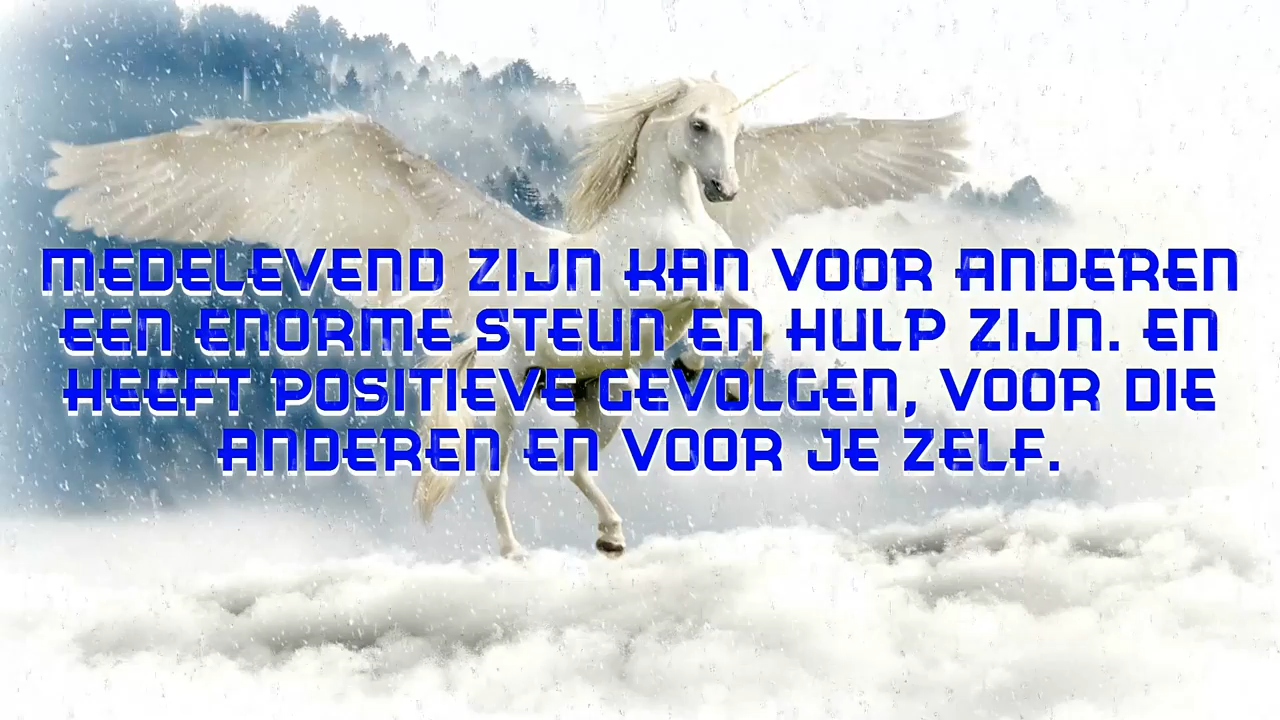 MEDELEVEND ZIJN KAN VOOR ANDEREN
EEN ENORME STEUN EN HULP ZIJN. EN
HEEFT POSITIEVE GEVOLGEN, VOOR DIE
ANDEREN EN VOOR JE ZELF.